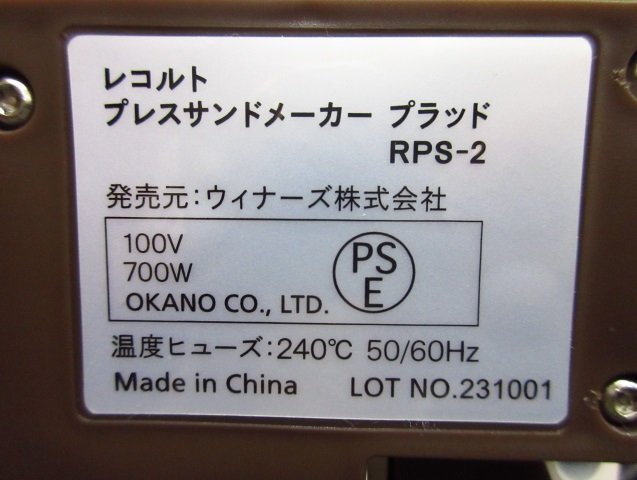 レコルト
プレスサンドメーカー プラッド
RPS-2
発売元:ウィナーズ株式会社
100V
700W
OKANO CO., LTD.
PS
E
温度ヒューズ:240℃ 50/60Hz
Made in China LOT NO.231001